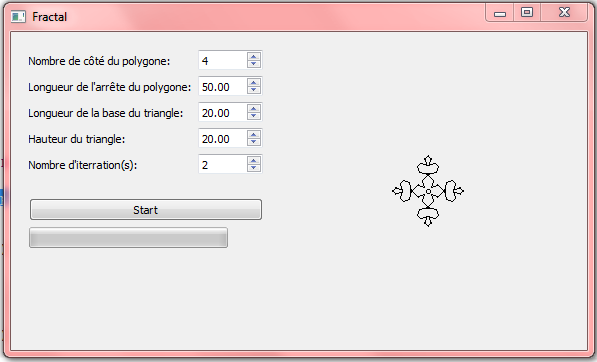 Fractal
Nombre de côté du polygone: 4
Longueur de l'arrête du polygone: 50.00
Longueur de la base du triangle: 20.00
Hauteur du triangle: 20.00
Nombre d'iterration(s): 2
Start